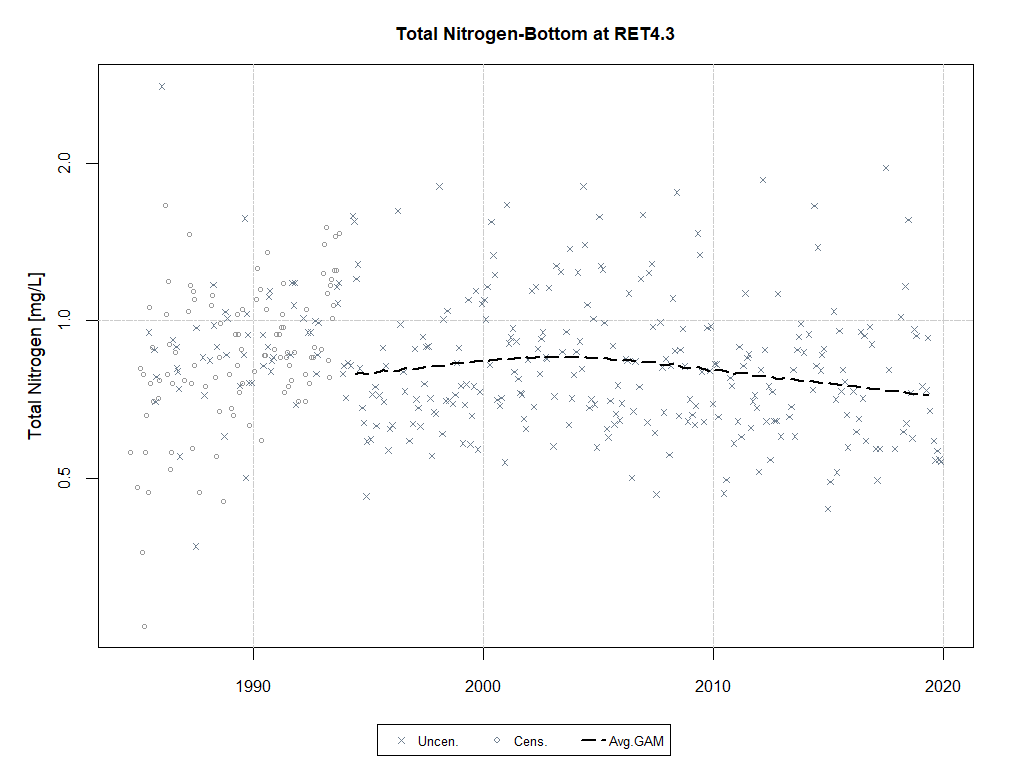 Total Nitrogen-Bottom at RET4.3
Total Nitrogen [mg/L]
2.0
1.0
0.5
1990 2000 2010 2020
Uncen. Cens. Avg.GAM